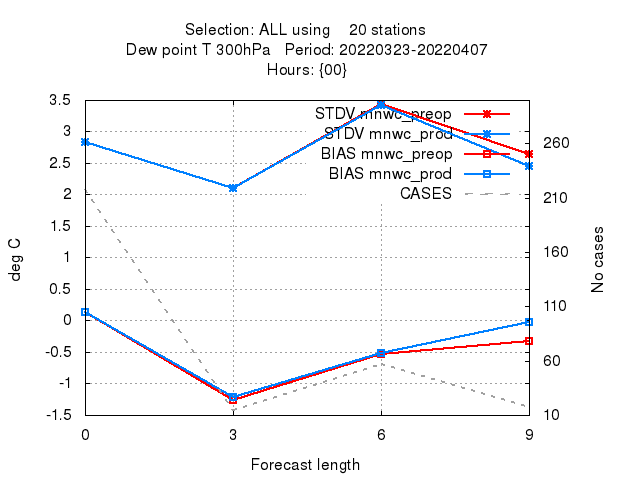 Selection: ALL using 20 stations
Dew point T 300hPa Period: 20220323-20220407
Hours: {00}
STDV mnwc_preop
STDV mnwc_prod
BIAS mnwc_preop
BIAS mnwc_prod
CASES
3.5
3
2.5
2
1.5
1
0.5
0
-0.5
-1
-1.5
deg C
260
210
160
110
60
10
No cases
0 3 6 9
Forecast length